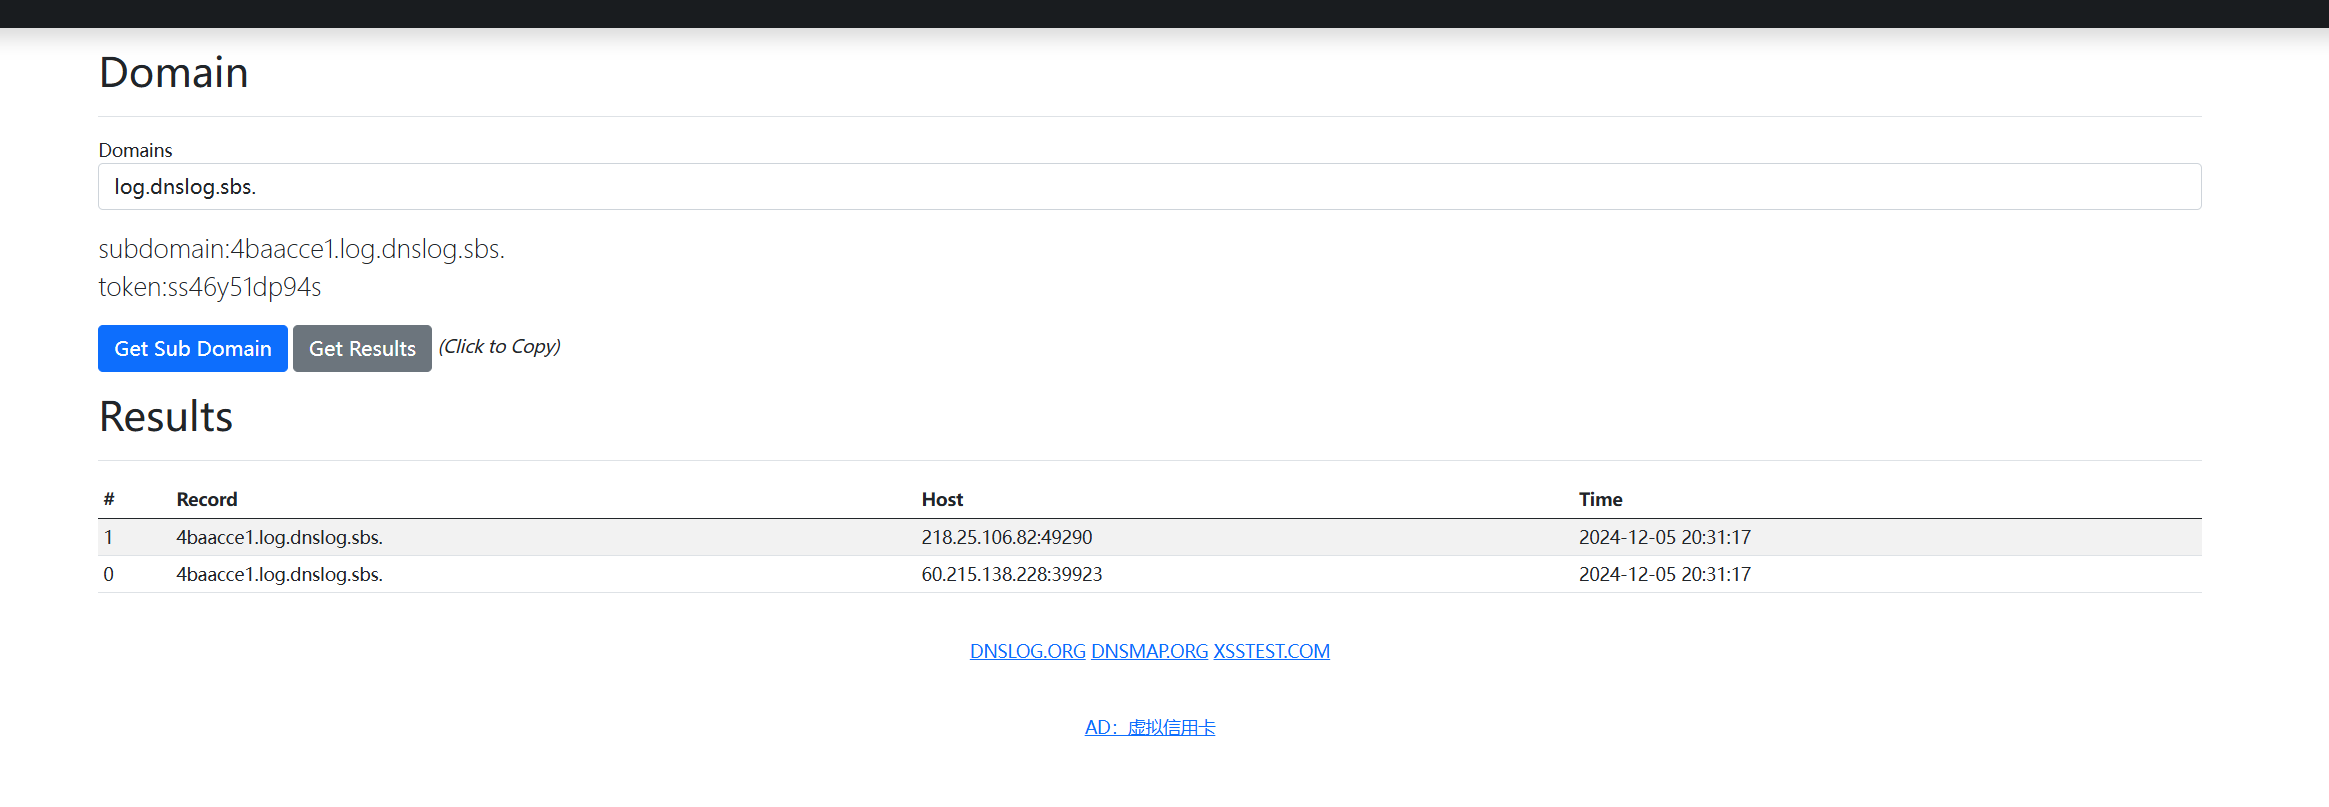 Domain
Domains
log.dnslog.sbs.
subdomain:4baacce1.log.dnslog.sbs.
token:ss46y51dp94s
Get Sub Domain Get Results (Click to Copy)
Results
# Record Host Time
1 4baacce1.log.dnslog.sbs. 218.25.106.82:49290 2024-12-05 20:31:17
0 4baacce1.log.dnslog.sbs. 60.215.138.228:39923 2024-12-05 20:31:17
DNSLOG.ORG DNSMAP.ORG XSSTEST.COM
AD：虚拟信用卡